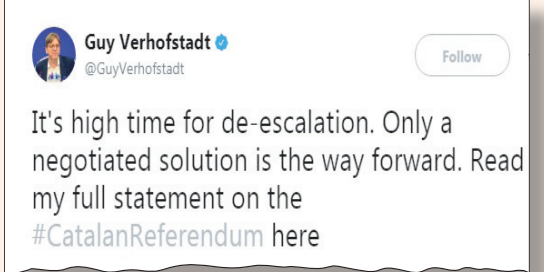 Guy Verhofstadt
@GuyVerhofstadt
Follow
It's high time for de-escalation. Only a
negotiated solution is the way forward. Read
my full statement on the
#CatalanReferendum here